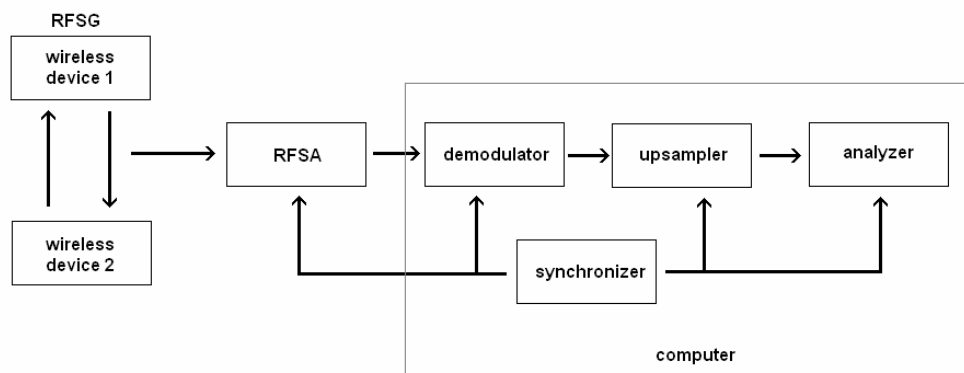 RFSG
wireless
device 1
wireless
device 2
RFSA
demodulator
upsampler
analyzer
synchronizer
computer